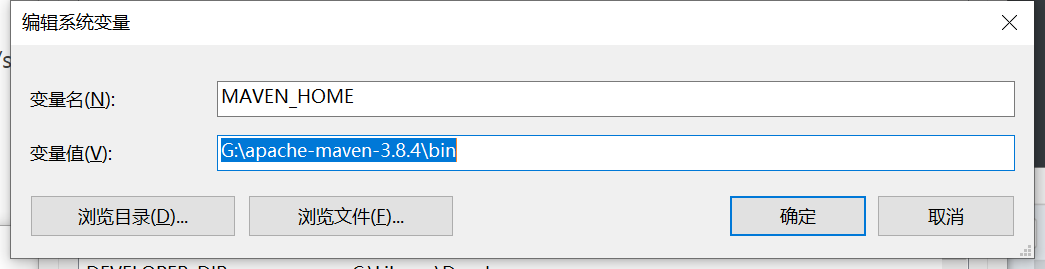 编辑系统变量
变量名(N):
MAVEN_HOME
变量值(V):
G:\apache-maven-3.8.4\bin
浏览目录(D)...
浏览文件(F)...
确定
取消